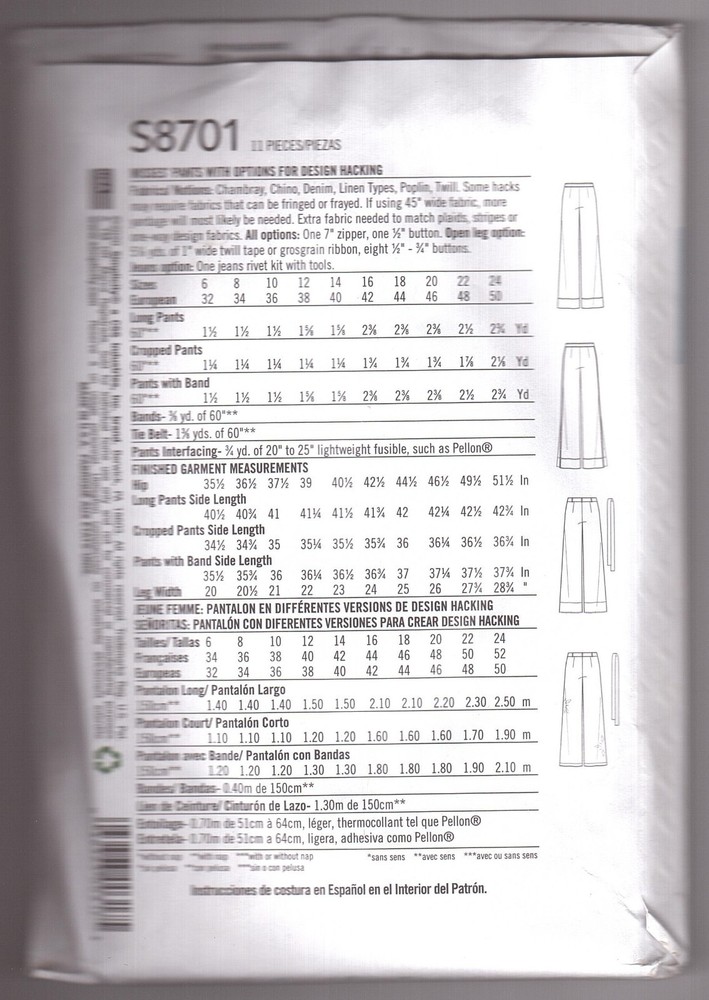 S8701 11 PIECES/PIEZAS
MISSES' PANTS WITH OPTIONS FOR DESIGN HACKING
Fabrics/Notions: Chambray, Chino, Denim, Linen Types, Poplin, Twill. Some hacks
may require fabrics that can be fringed or frayed. If using 45" wide fabric, more
yardage will most likely be needed. Extra fabric needed to match plaids, stripes or
one-way design fabrics. All options: One 7" zipper, one ½" button. Open leg option:
yds. of 1" wide twill tape or grosgrain ribbon, eight ½" - ¾" buttons.
Jeans option: One jeans rivet kit with tools.
Sizes 6 8 10 12 14 16 18 20 22 24
European 32 34 36 38 40 42 44 46 48 50
Long Pants
60"** 1½ 1½ 1½ 1⅝ 1⅝ 2⅜ 2⅜ 2⅜ 2½ 2¾ Yd
Cropped Pants
60"** 1¼ 1¼ 1¼ 1¼ 1¼ 1¾ 1¾ 1¾ 1⅞ 2⅛ Yd
Pants with Band
60"** 1½ 1½ 1½ 1⅝ 1⅝ 2⅜ 2⅜ 2⅜ 2½ 2¾ Yd
Bands- ⅜ yd. of 60"**
Tie Belt- 1⅜ yds. of 60"**
Pants Interfacing- ¾ yd. of 20" to 25" lightweight fusible, such as Pellon®
FINISHED GARMENT MEASUREMENTS
Hip 35½ 36½ 37½ 39 40½ 42½ 44½ 46½ 49½ 51½ In
Long Pants Side Length
40½ 40¾ 41 41¼ 41½ 41¾ 42 42¼ 42½ 42¾ In
Cropped Pants Side Length
34½ 34¾ 35 35¼ 35½ 35¾ 36 36¼ 36½ 36¾ In
Pants with Band Side Length
35½ 35¾ 36 36¼ 36½ 36¾ 37 37¼ 37½ 37¾ In
Leg Width 20 20½ 21 22 23 24 25 26 27¾ 28¾ "
JEUNE FEMME: PANTALON EN DIFFÉRENTES VERSIONS DE DESIGN HACKING
SEÑORITAS: PANTALÓN CON DIFERENTES VERSIONES PARA CREAR DESIGN HACKING
Tailles/Tallas 6 8 10 12 14 16 18 20 22 24
Françaises 34 36 38 40 42 44 46 48 50 52
Europeas 32 34 36 38 40 42 44 46 48 50
Pantalon Long/ Pantalón Largo
150cm** 1.40 1.40 1.40 1.50 1.50 2.10 2.10 2.20 2.30 2.50 m
Pantalon Court/ Pantalón Corto
150cm** 1.10 1.10 1.10 1.20 1.20 1.60 1.60 1.60 1.70 1.90 m
Pantalon avec Bande/ Pantalón con Bandas
150cm** 1.20 1.20 1.20 1.30 1.30 1.80 1.80 1.80 1.90 2.10 m
Bandes/ Bandas- 0.40m de 150cm**
Lien de Ceinture/ Cinturón de Lazo- 1.30m de 150cm**
Entoilage- 0.70m de 51cm à 64cm, léger, thermocollant tel que Pellon®
Entretela- 0.70m de 51cm a 64cm, ligera, adhesiva como Pellon®
*without nap **with nap ***with or without nap *sans sens **avec sens ***avec ou sans sens
*sin pelusa **con pelusa ***sin o con pelusa
Instrucciones de costura en Español en el Interior del Patrón.